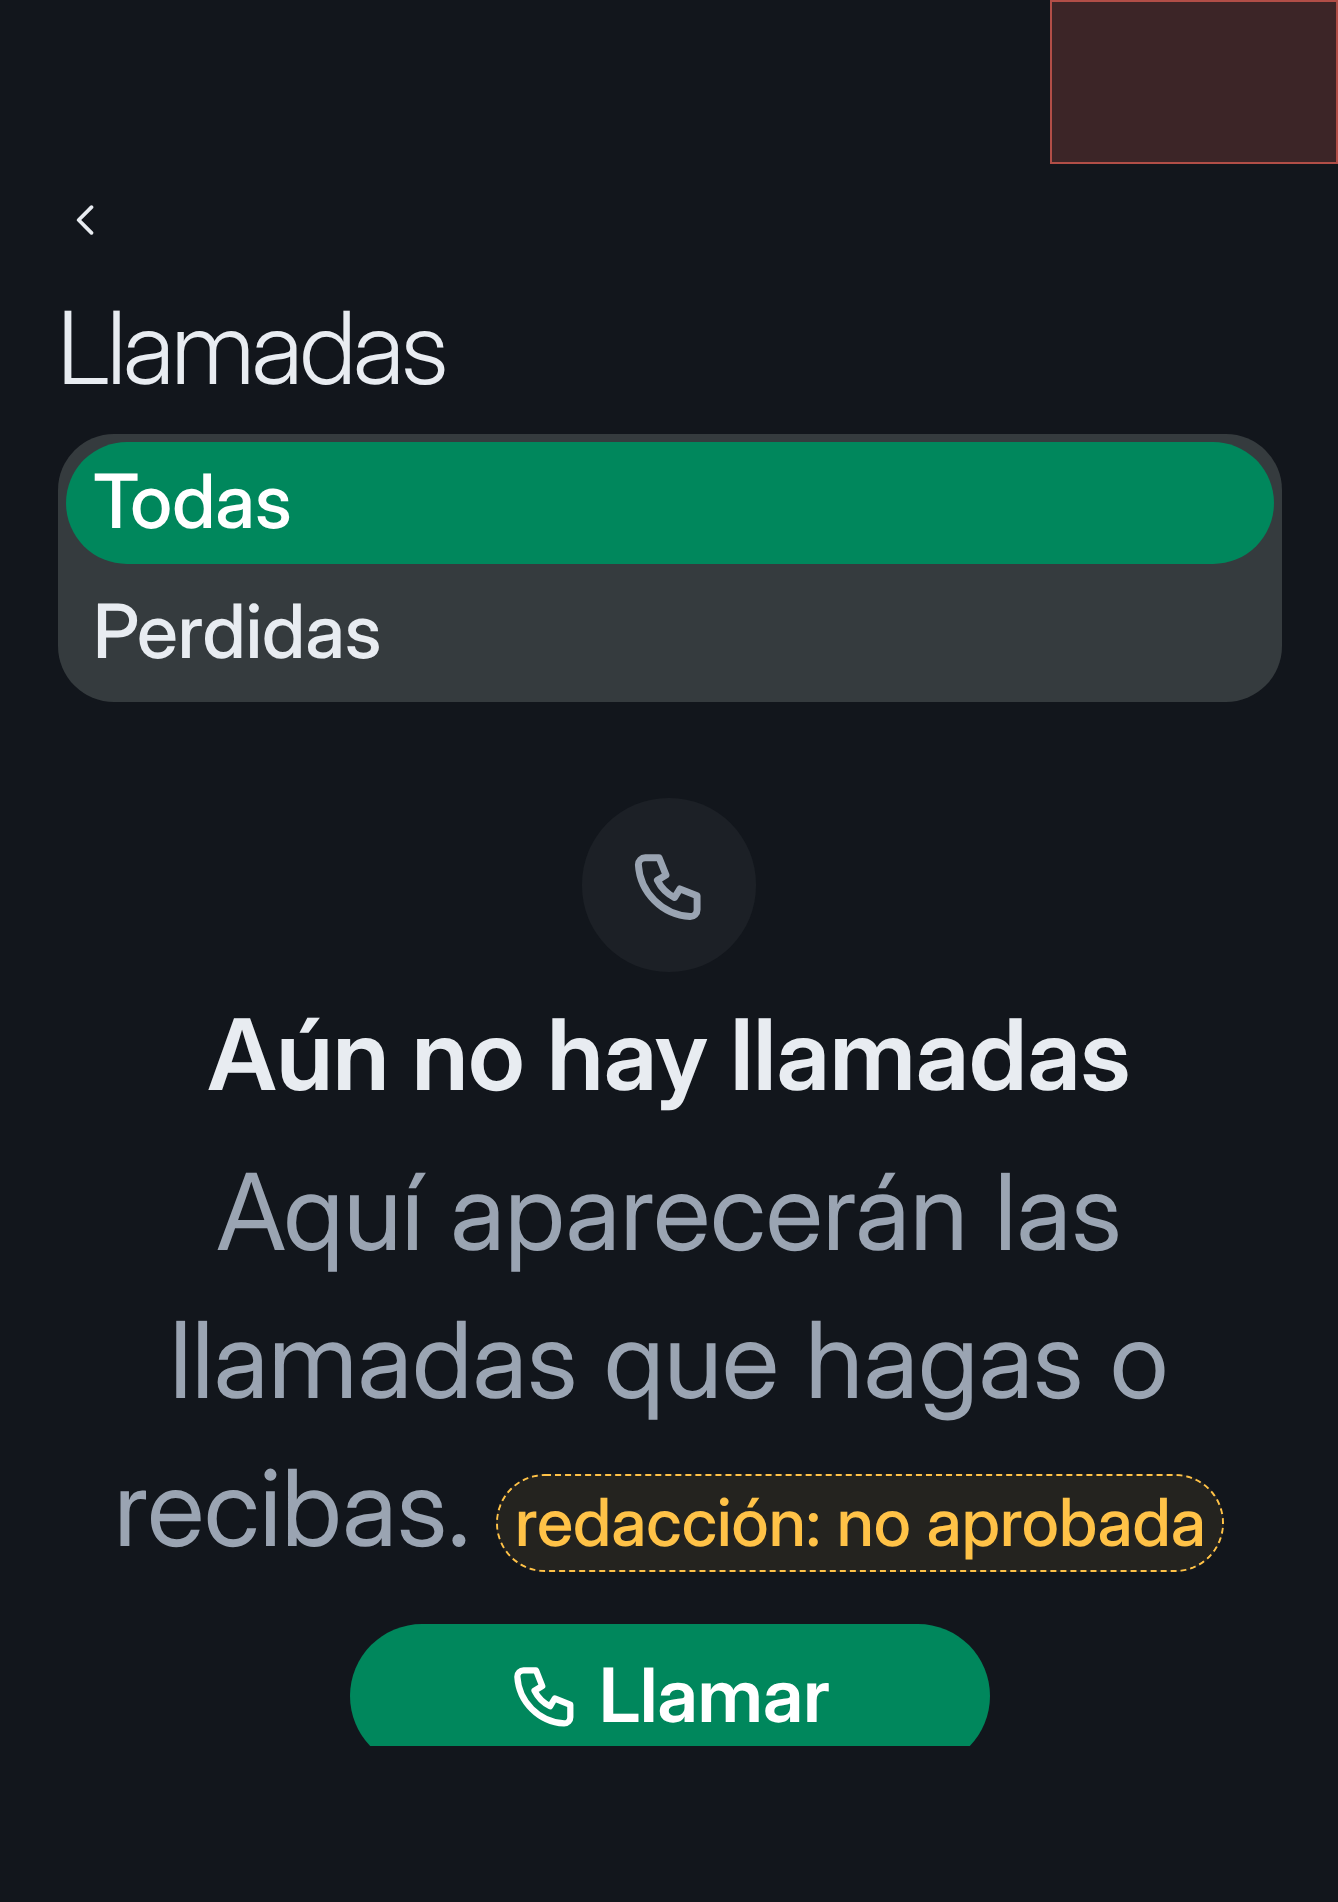 Llamadas
Todas
Perdidas
Aún no hay llamadas
Aquí aparecerán las
llamadas que hagas o
recibas. redacción: no aprobada
Llamar